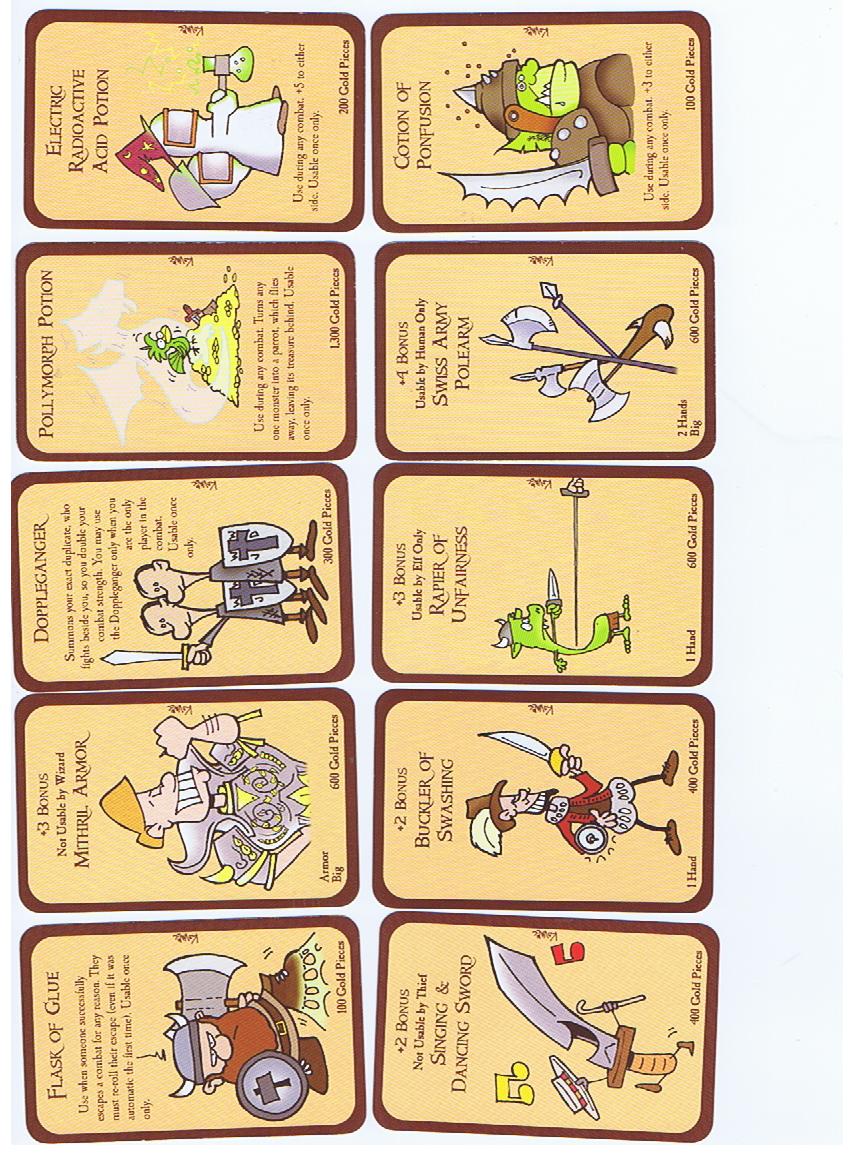 FLASK OF GLUE
Use when someone successfully
escapes a combat for any reason. They
must re-roll their escape (even if it was
automatic the first time). Usable once
only.
100 Gold Pieces
+3 BONUS
Not Usable by Wizard
MITHRIL ARMOR
Armor
Big
600 Gold Pieces
DOPPLEGANGER
Summons your exact duplicate, who
fights beside you, so you double your
combat strength. You may use
the Doppleganger only when you
are the only
player in the
combat.
Usable once
only.
300 Gold Pieces
POLLYMORPH POTION
Use during any combat. Turns any
one monster into a parrot, which flies
away, leaving its treasure behind. Usable
once only.
1,300 Gold Pieces
ELECTRIC
RADIOACTIVE
ACID POTION
Use during any combat. +5 to either
side. Usable once only.
200 Gold Pieces
+2 BONUS
Not Usable by Thief
SINGING &
DANCING SWORD
400 Gold Pieces
+2 BONUS
BUCKLER OF
SWASHING
1 Hand
400 Gold Pieces
+3 BONUS
Usable by Elf Only
RAPIER OF
UNFAIRNESS
1 Hand
600 Gold Pieces
+4 BONUS
Usable by Human Only
SWISS ARMY
POLEARM
2 Hands
Big
600 Gold Pieces
COTION OF
PONFUSION
Use during any combat. +3 to either
side. Usable once only.
100 Gold Pieces